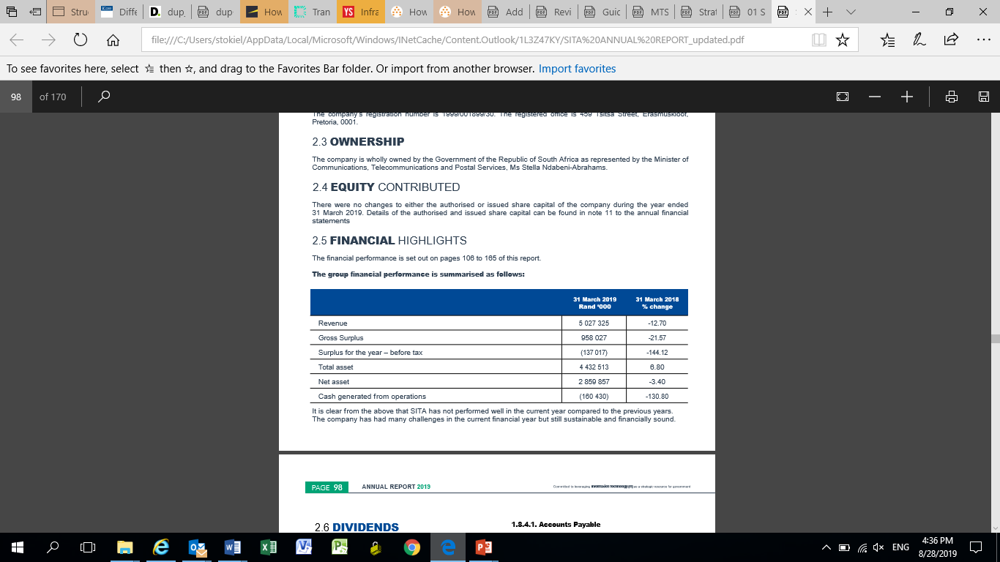 Stru
Diffe
dup_
dup
How
Tran
YS Infra
How
How
Add
Revi
Guid
MTS
Strat
01 S
file:///C:/Users/stokiel/AppData/Local/Microsoft/Windows/INetCache/Content.Outlook/1L3Z47KY/SITA%20ANNUAL%20REPORT_updated.pdf
To see favorites here, select then , and drag to the Favorites Bar folder. Or import from another browser. Import favorites
98 of 170
The company's registration number is 1999/001899/30. The registered office is 459 Tsitsa Street, Erasmuskloof,
Pretoria, 0001.
2.3 OWNERSHIP
The company is wholly owned by the Government of the Republic of South Africa as represented by the Minister of
Communications, Telecommunications and Postal Services, Ms Stella Ndabeni-Abrahams.
2.4 EQUITY CONTRIBUTED
There were no changes to either the authorised or issued share capital of the company during the year ended
31 March 2019. Details of the authorised and issued share capital can be found in note 11 to the annual financial
statements
2.5 FINANCIAL HIGHLIGHTS
The financial performance is set out on pages 106 to 165 of this report.
The group financial performance is summarised as follows:
31 March 2019 31 March 2018
Rand '000 % change
Revenue 5 027 325 -12.70
Gross Surplus 958 027 -21.57
Surplus for the year – before tax (137 017) -144.12
Total asset 4 432 513 6.80
Net asset 2 859 857 -3.40
Cash generated from operations (160 430) -130.80
It is clear from the above that SITA has not performed well in the current year compared to the previous years.
The company has had many challenges in the current financial year but still sustainable and financially sound.
PAGE 98 ANNUAL REPORT 2019 Committed to leveraging Information Technology (IT) as a strategic resource for government
2.6 DIVIDENDS
1.8.4.1. Accounts Payable
ENG
4:36 PM
8/28/2019